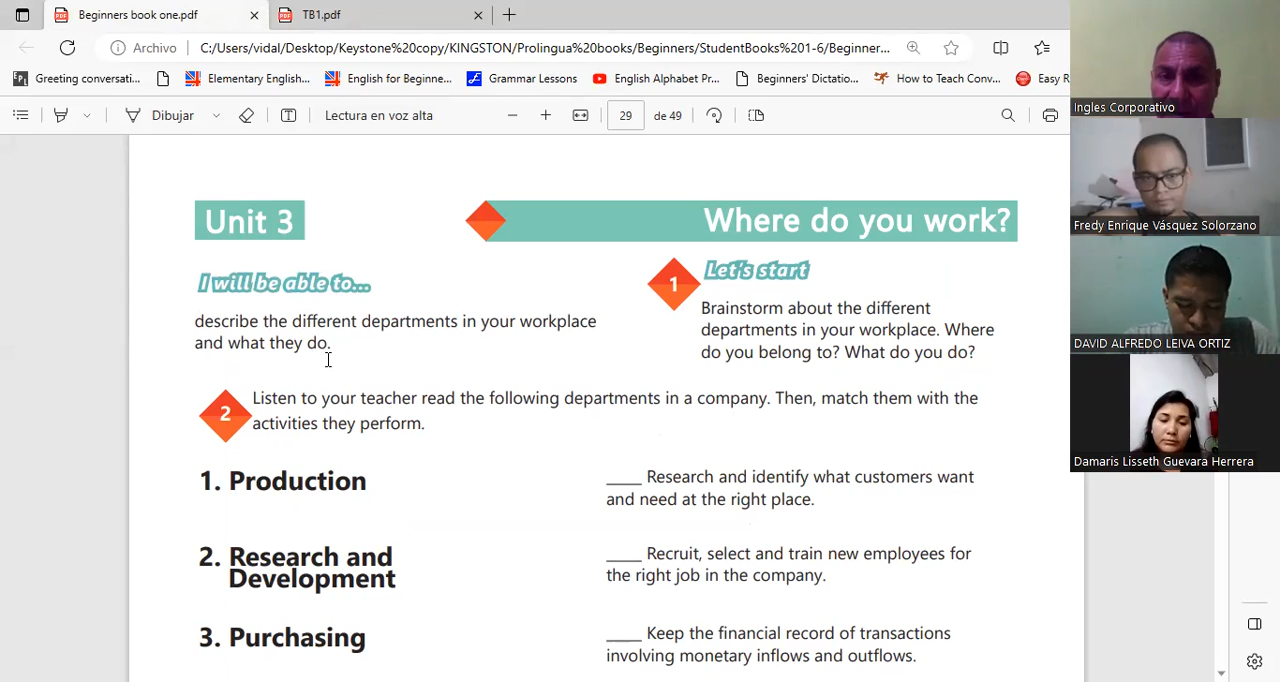 Beginners book one.pdf
TB1.pdf
Archivo
C:/Users/vidal/Desktop/Keystone%20copy/KINGSTON/Prolingua%20books/Beginners/StudentBooks%201-6/Beginner...
Greeting conversati...
Elementary English...
English for Beginne...
Grammar Lessons
English Alphabet Pr...
Beginners' Dictatio...
How to Teach Conv...
Easy R
Dibujar
Lectura en voz alta
29
de 49
Unit 3
Where do you work?
I will be able to...
describe the different departments in your workplace
and what they do.
1
Let's start
Brainstorm about the different
departments in your workplace. Where
do you belong to? What do you do?
2
Listen to your teacher read the following departments in a company. Then, match them with the
activities they perform.
1. Production
____ Research and identify what customers want
and need at the right place.
2. Research and
Development
____ Recruit, select and train new employees for
the right job in the company.
3. Purchasing
____ Keep the financial record of transactions
involving monetary inflows and outflows.
Ingles Corporativo
Fredy Enrique Vásquez Solorzano
DAVID ALFREDO LEIVA ORTIZ
Damaris Lisseth Guevara Herrera